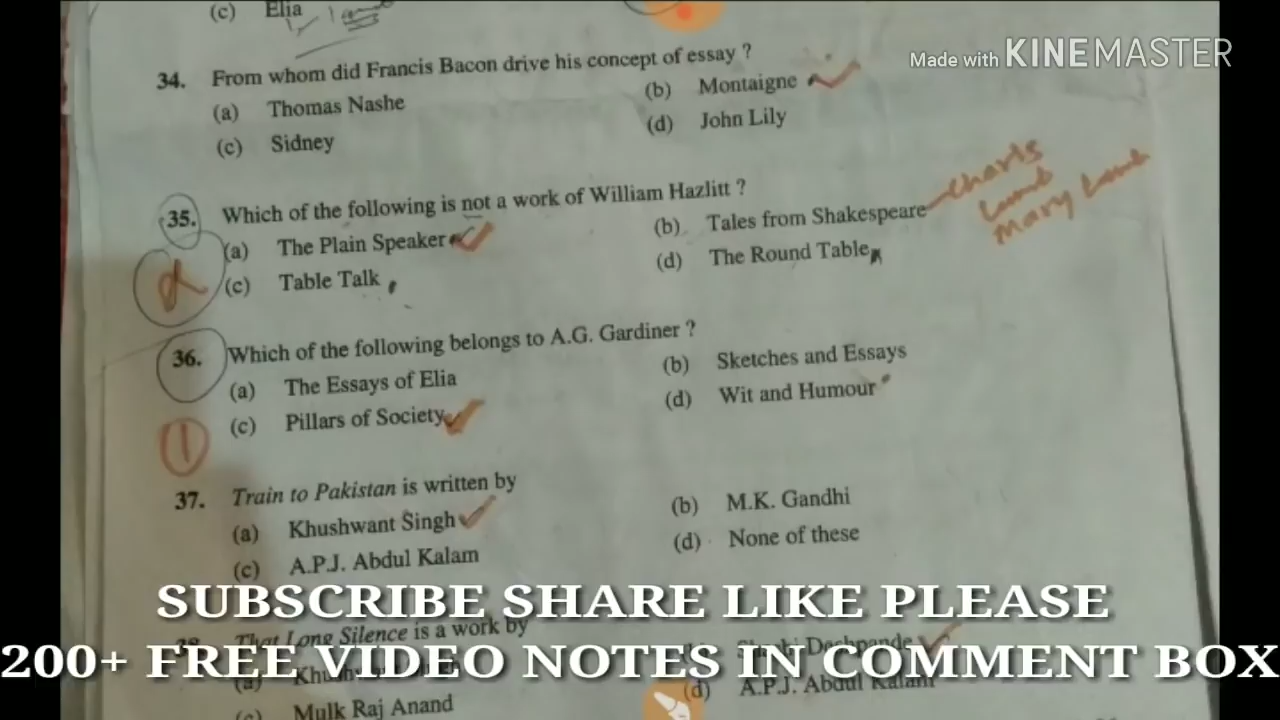 (c) Elia
Made with KINEMASTER
34. From whom did Francis Bacon drive his concept of essay ?
(a) Thomas Nashe (b) Montaigne
(c) Sidney (d) John Lily
35. Which of the following is not a work of William Hazlitt ?
(a) The Plain Speaker (b) Tales from Shakespeare
Charls
Lamb
Mary Lamb
(c) Table Talk (d) The Round Table
36. Which of the following belongs to A.G. Gardiner ?
(a) The Essays of Elia (b) Sketches and Essays
(c) Pillars of Society (d) Wit and Humour
1
37. Train to Pakistan is written by
(a) Khushwant Singh (b) M.K. Gandhi
(c) A.P.J. Abdul Kalam (d) None of these
SUBSCRIBE SHARE LIKE PLEASE
38. That Long Silence is a work by
200+ FREE VIDEO NOTES IN COMMENT BOX
(a) Deshpande
(d) A.P.J. Abdul Kalam
(c) Mulk Raj Anand